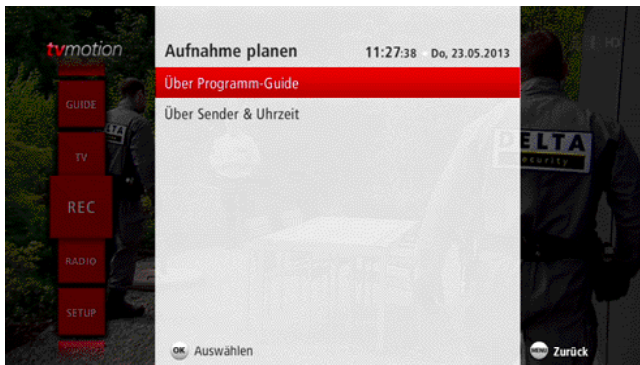 tvmotion
Aufnahme planen 11:27:38 - Do, 23.05.2013
Über Programm-Guide
Über Sender & Uhrzeit
GUIDE
TV
REC
RADIO
SETUP
HD
DELTA
security
OK Auswählen
MENU Zurück